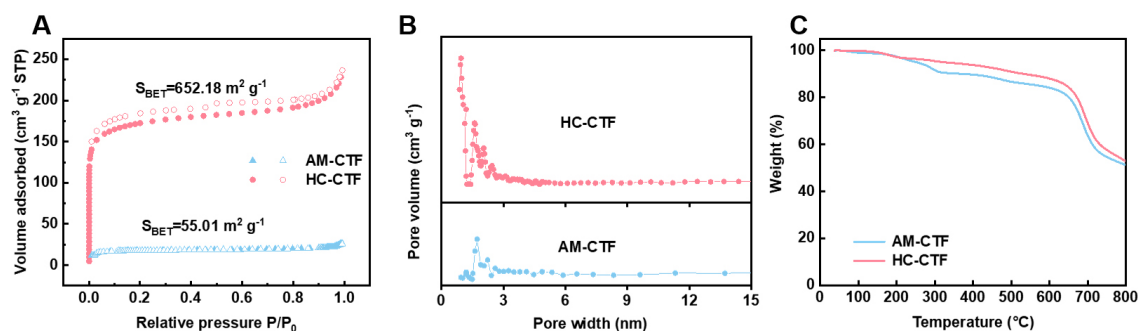 A
Volume adsorbed (cm³ g⁻¹ STP)
250
200
150
100
50
0
S_BET=652.18 m² g⁻¹
AM-CTF
HC-CTF
S_BET=55.01 m² g⁻¹
0.0 0.2 0.4 0.6 0.8 1.0
Relative pressure P/P₀
B
Pore volume (cm³ g⁻¹)
HC-CTF
AM-CTF
0 3 6 9 12 15
Pore width (nm)
C
Weight (%)
100
80
60
40
20
0
AM-CTF
HC-CTF
0 100 200 300 400 500 600 700 800
Temperature (°C)